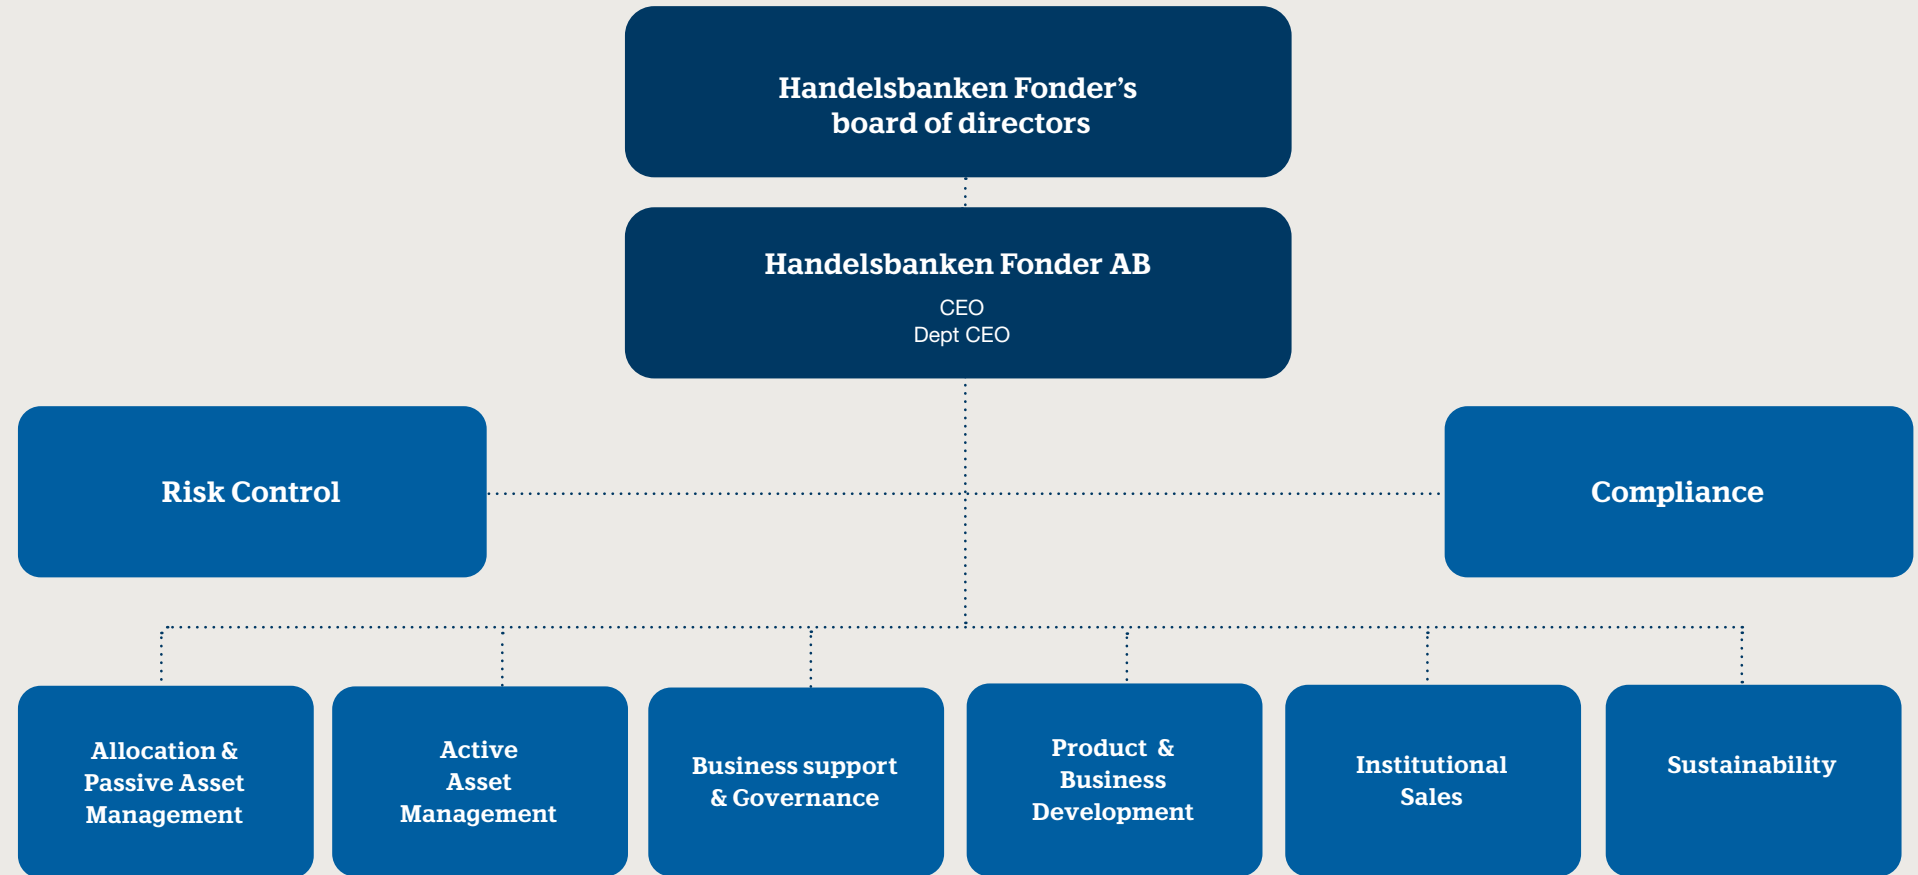 Handelsbanken Fonder’s
board of directors
Handelsbanken Fonder AB
CEO
Dept CEO
Risk Control
Compliance
Allocation &
Passive Asset
Management
Active
Asset
Management
Business support
& Governance
Product &
Business
Development
Institutional
Sales
Sustainability